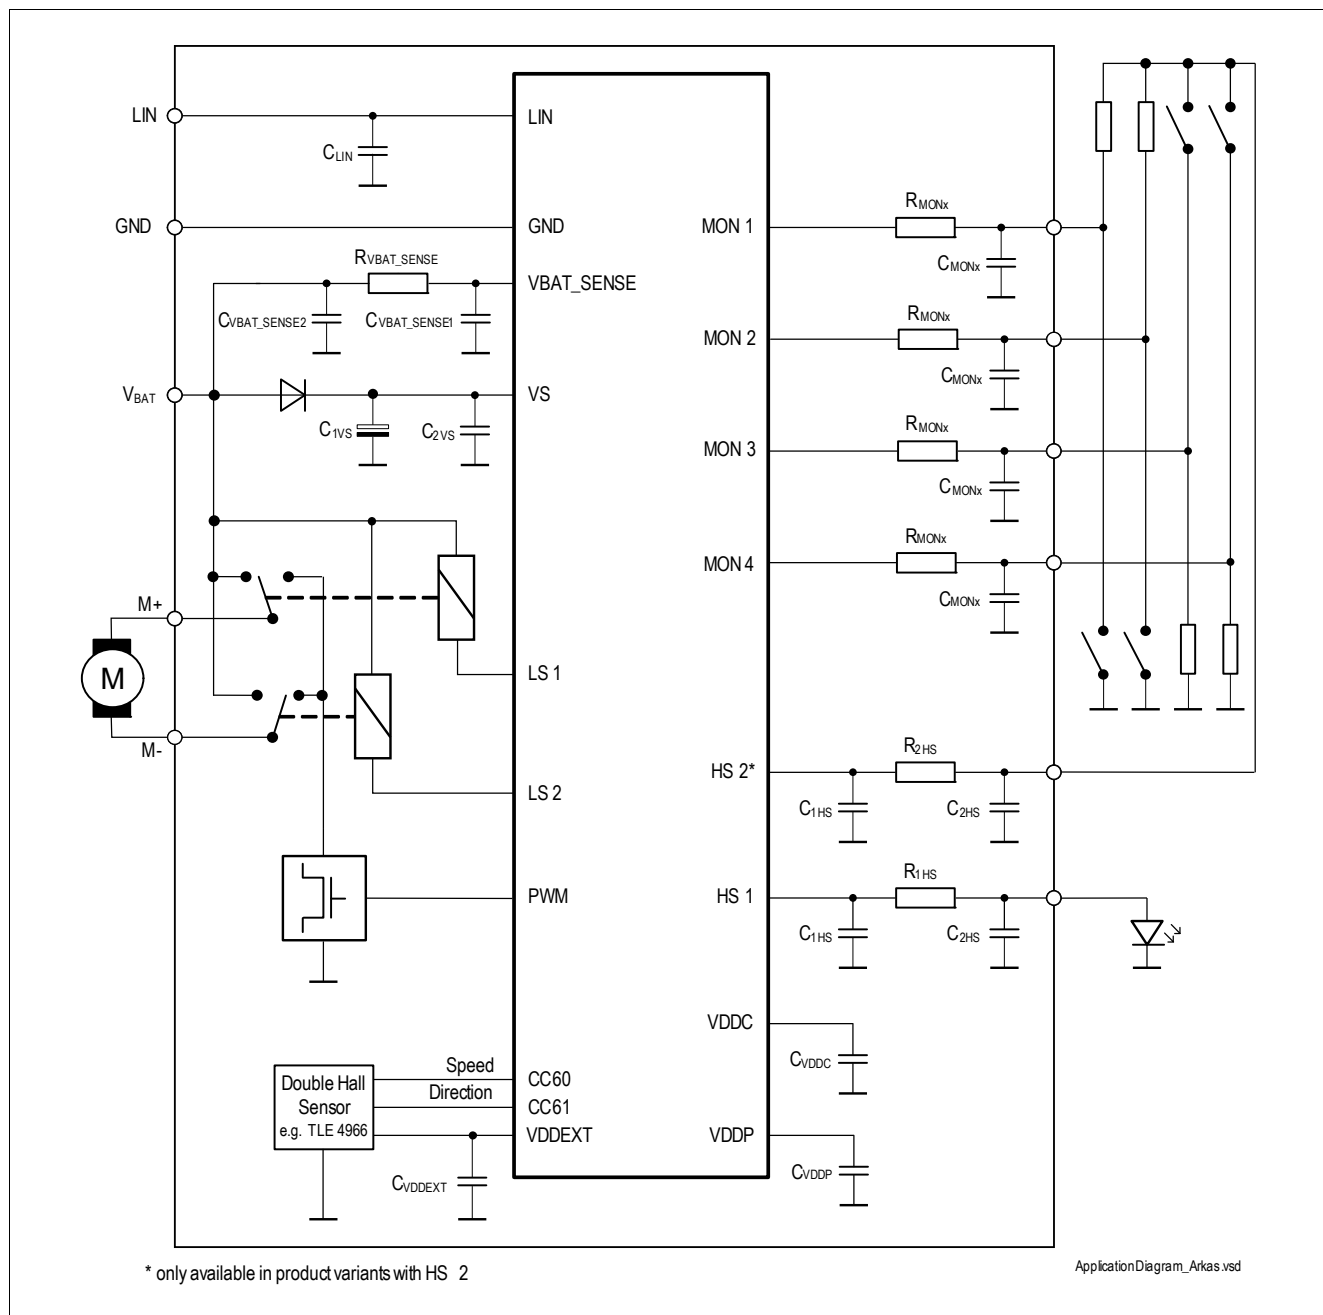 LIN
LIN
CLIN
GND
GND
MON 1
RMONx
CMONx
RVBAT_SENSE
VBAT_SENSE
CVBAT_SENSE2
CVBAT_SENSE1
MON 2
RMONx
CMONx
VBAT
VS
C1VS
C2VS
MON 3
RMONx
CMONx
MON 4
RMONx
CMONx
M+
M
M-
LS 1
LS 2
HS 2*
R2HS
C1HS
C2HS
PWM
HS 1
R1HS
C1HS
C2HS
VDDC
CVDDC
Double Hall
Sensor
e.g. TLE 4966
Speed
Direction
CC60
CC61
VDDEXT
CVDDEXT
VDDP
CVDDP
* only available in product variants with HS 2
ApplicationDiagram_Arkas.vsd